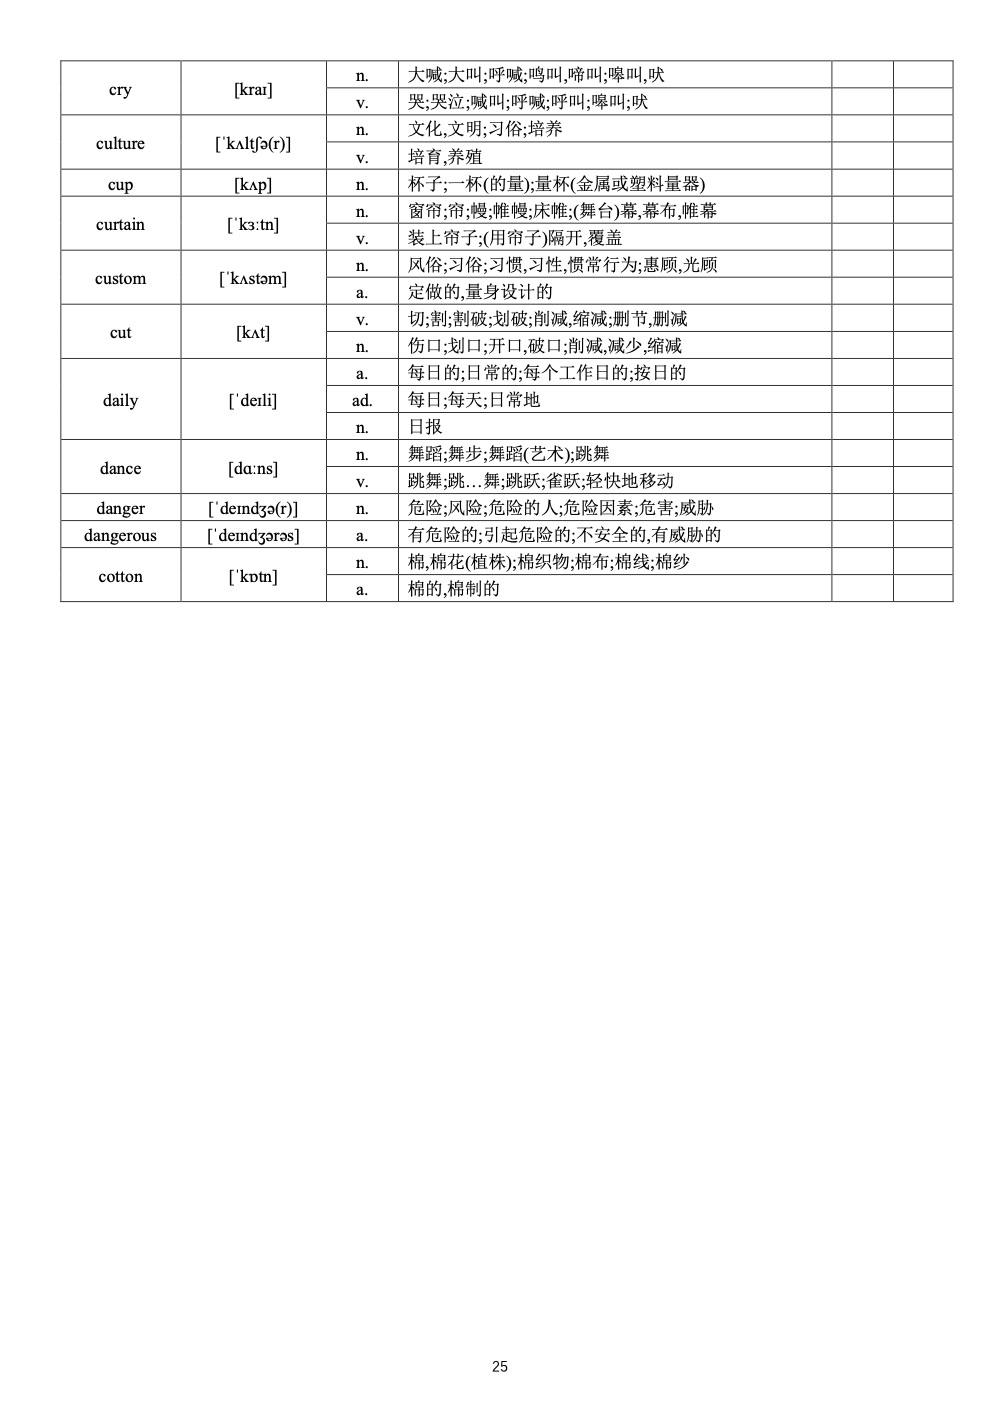 cry [kraɪ] n. 大喊;大叫;呼喊;鸣叫,啼叫;嗥叫,吠
v. 哭;哭泣;喊叫;呼喊;呼叫;嗥叫;吠
culture [ˈkʌltʃə(r)] n. 文化,文明;习俗;培养
v. 培育,养殖
cup [kʌp] n. 杯子;一杯(的量);量杯(金属或塑料量器)
curtain [ˈkɜːtn] n. 窗帘;帘;幔;帷幔;床帷;(舞台)幕,幕布,帷幕
v. 装上帘子;(用帘子)隔开,覆盖
custom [ˈkʌstəm] n. 风俗;习俗;习惯,习性,惯常行为;惠顾,光顾
a. 定做的,量身设计的
cut [kʌt] v. 切;割;割破;划破;削减,缩减;删节,删减
n. 伤口;划口;开口,破口;削减,减少,缩减
daily [ˈdeɪli] a. 每日的;日常的;每个工作日的;按日的
ad. 每日;每天;日常地
n. 日报
dance [dɑːns] n. 舞蹈;舞步;舞蹈(艺术);跳舞
v. 跳舞;跳…舞;跳跃;雀跃;轻快地移动
danger [ˈdeɪndʒə(r)] n. 危险;风险;危险的人;危险因素;危害;威胁
dangerous [ˈdeɪndʒərəs] a. 有危险的;引起危险的;不安全的,有威胁的
cotton [ˈkɒtn] n. 棉,棉花(植株);棉织物;棉布;棉线;棉纱
a. 棉的,棉制的
25